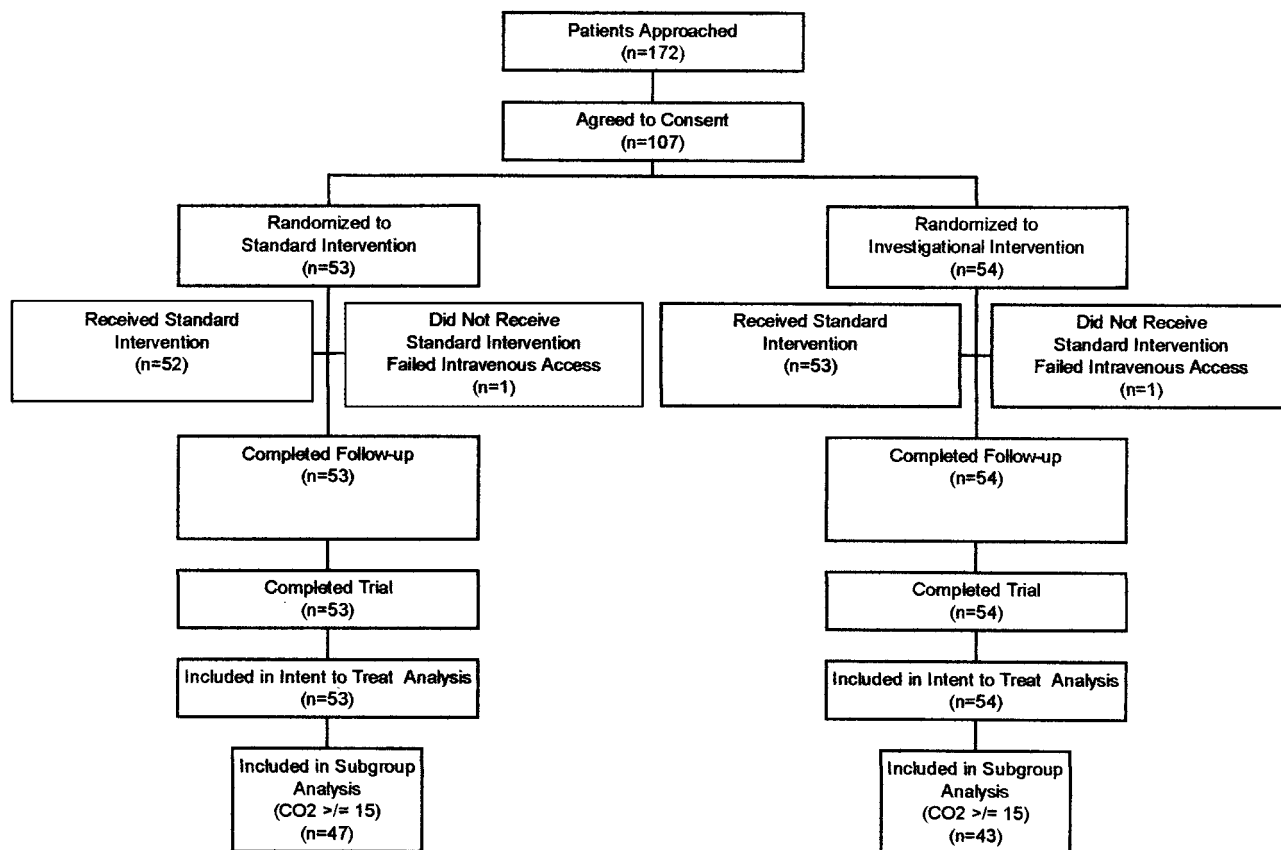 Patients Approached
(n=172)
Agreed to Consent
(n=107)
Randomized to
Standard Intervention
(n=53)
Randomized to
Investigational Intervention
(n=54)
Received Standard
Intervention
(n=52)
Did Not Receive
Standard Intervention
Failed Intravenous Access
(n=1)
Received Standard
Intervention
(n=53)
Did Not Receive
Standard Intervention
Failed Intravenous Access
(n=1)
Completed Follow-up
(n=53)
Completed Follow-up
(n=54)
Completed Trial
(n=53)
Completed Trial
(n=54)
Included in Intent to Treat Analysis
(n=53)
Included in Intent to Treat Analysis
(n=54)
Included in Subgroup
Analysis
(CO2 >/= 15)
(n=47)
Included in Subgroup
Analysis
(CO2 >/= 15)
(n=43)